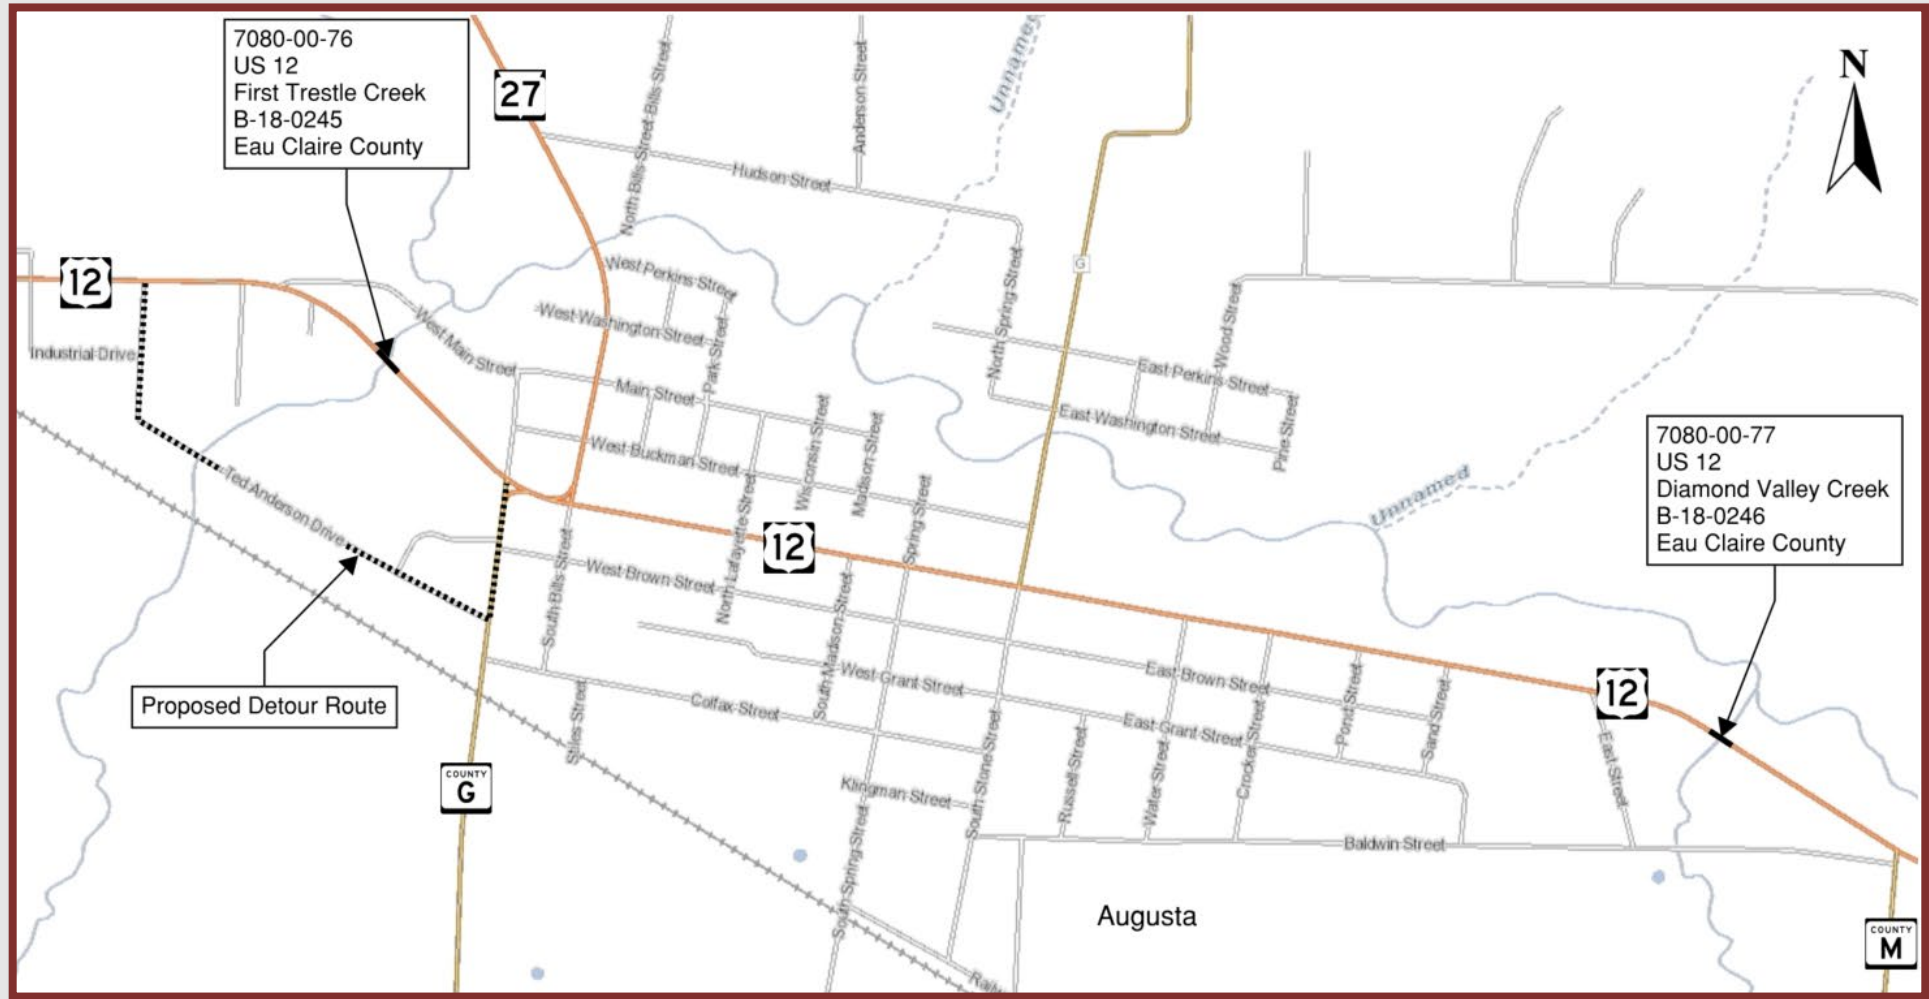 7080-00-76
US 12
First Trestle Creek
B-18-0245
Eau Claire County
27
North Bills Street
Bills Street
Anderson Street
Unnamed
N
Hudson Street
G
12
West Perkins Street
West Washington Street
Park Street
North Spring Street
Wood Street
Industrial Drive
West Main Street
Main Street
East Perkins Street
East Washington Street
Pine Street
West Buckman Street
Wisconsin Street
Madison Street
7080-00-77
US 12
Diamond Valley Creek
B-18-0246
Eau Claire County
Unnamed
Ted Anderson Drive
North Lafayette Street
Spring Street
12
South Bills Street
West Brown Street
South Madison Street
West Grant Street
East Brown Street
Pond Street
Sand Street
12
Proposed Detour Route
Colfax Street
Stiles Street
East Grant Street
Crocker Street
East Street
COUNTY
G
Klingman Street
South Stone Street
Russell Street
Water Street
South Spring Street
Baldwin Street
Augusta
COUNTY
M